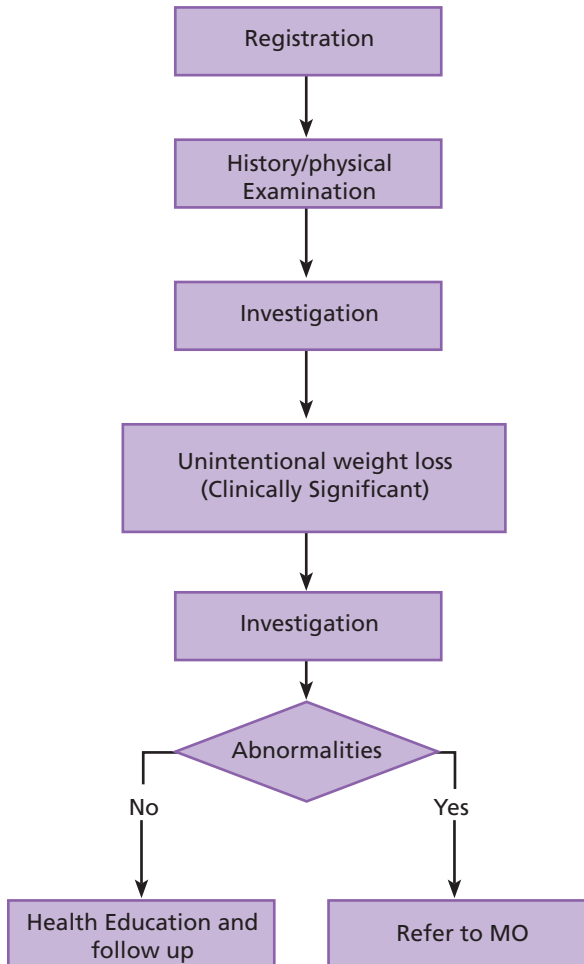 Registration
History/physical
Examination
Investigation
Unintentional weight loss
(Clinically Significant)
Investigation
Abnormalities
No
Yes
Health Education and
follow up
Refer to MO